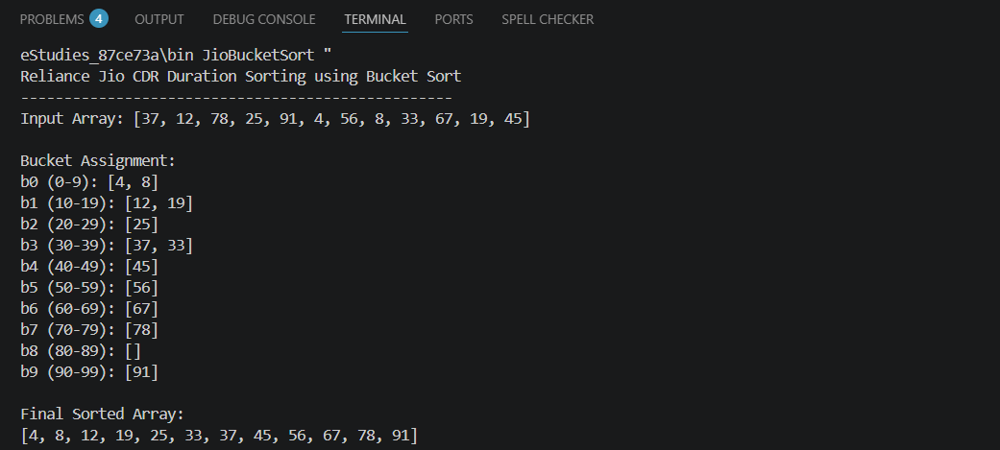 PROBLEMS 4 OUTPUT DEBUG CONSOLE TERMINAL PORTS SPELL CHECKER
eStudies_87ce73a\bin JioBucketSort "
Reliance Jio CDR Duration Sorting using Bucket Sort
--------------------------------------------------
Input Array: [37, 12, 78, 25, 91, 4, 56, 8, 33, 67, 19, 45]
Bucket Assignment:
b0 (0-9): [4, 8]
b1 (10-19): [12, 19]
b2 (20-29): [25]
b3 (30-39): [37, 33]
b4 (40-49): [45]
b5 (50-59): [56]
b6 (60-69): [67]
b7 (70-79): [78]
b8 (80-89): []
b9 (90-99): [91]
Final Sorted Array:
[4, 8, 12, 19, 25, 33, 37, 45, 56, 67, 78, 91]